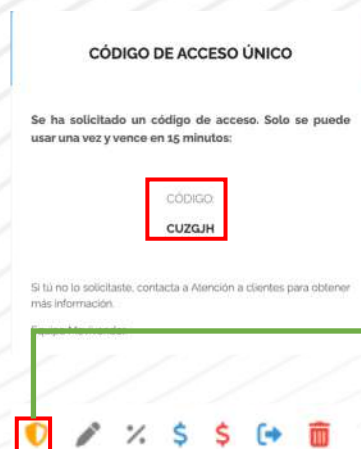 CÓDIGO DE ACCESO ÚNICO
Se ha solicitado un código de acceso. Solo se puede
usar una vez y vence en 15 minutos:
CÓDIGO:
CUZGJH
Si tú no lo solicitaste, contacta a Atención a clientes para obtener
más información.
% $ $